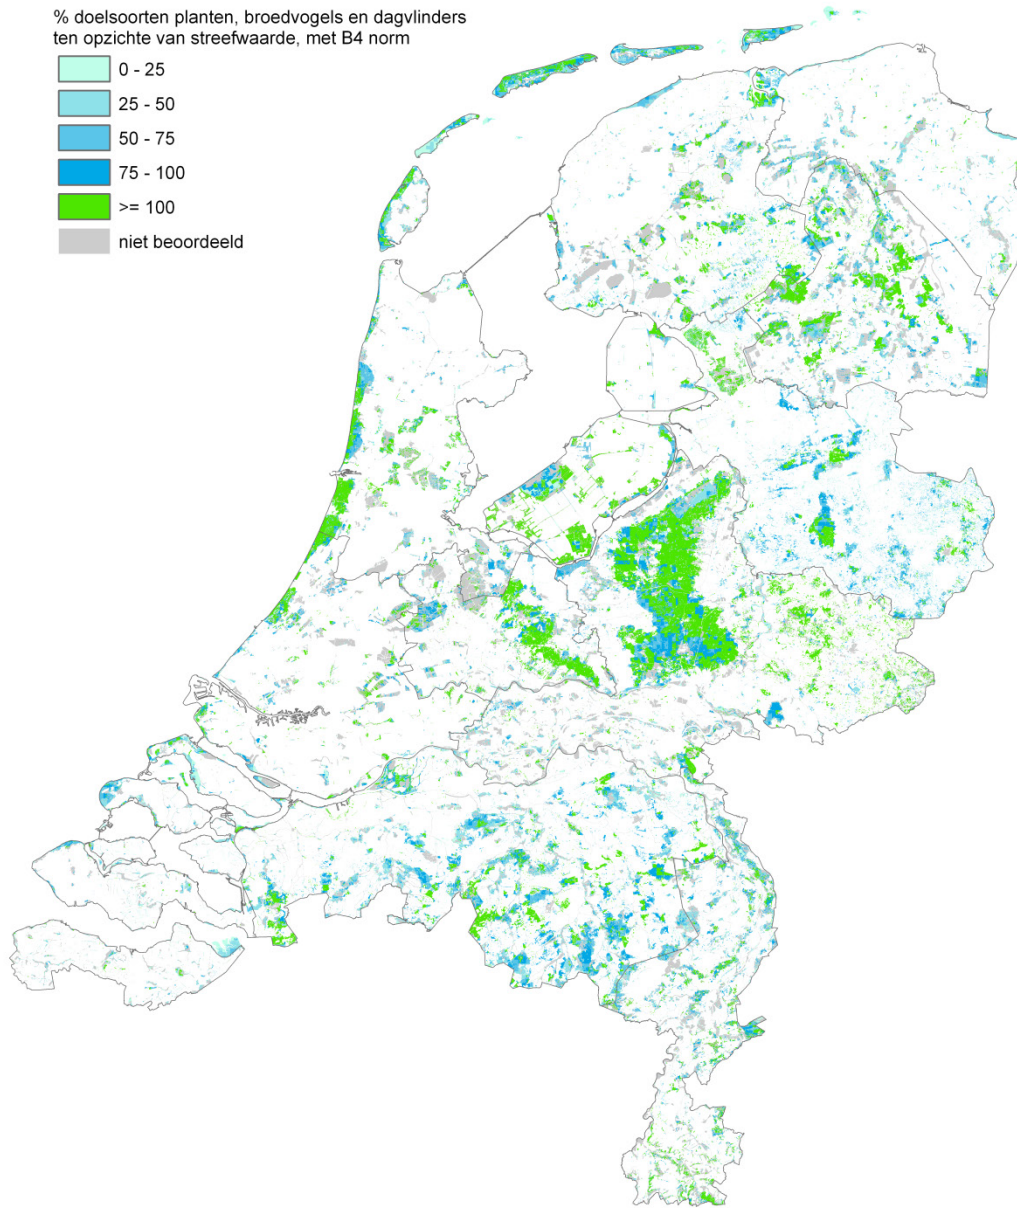 % doelsoorten planten, broedvogels en dagvlinders
ten opzichte van streefwaarde, met B4 norm
0 - 25
25 - 50
50 - 75
75 - 100
>= 100
niet beoordeeld